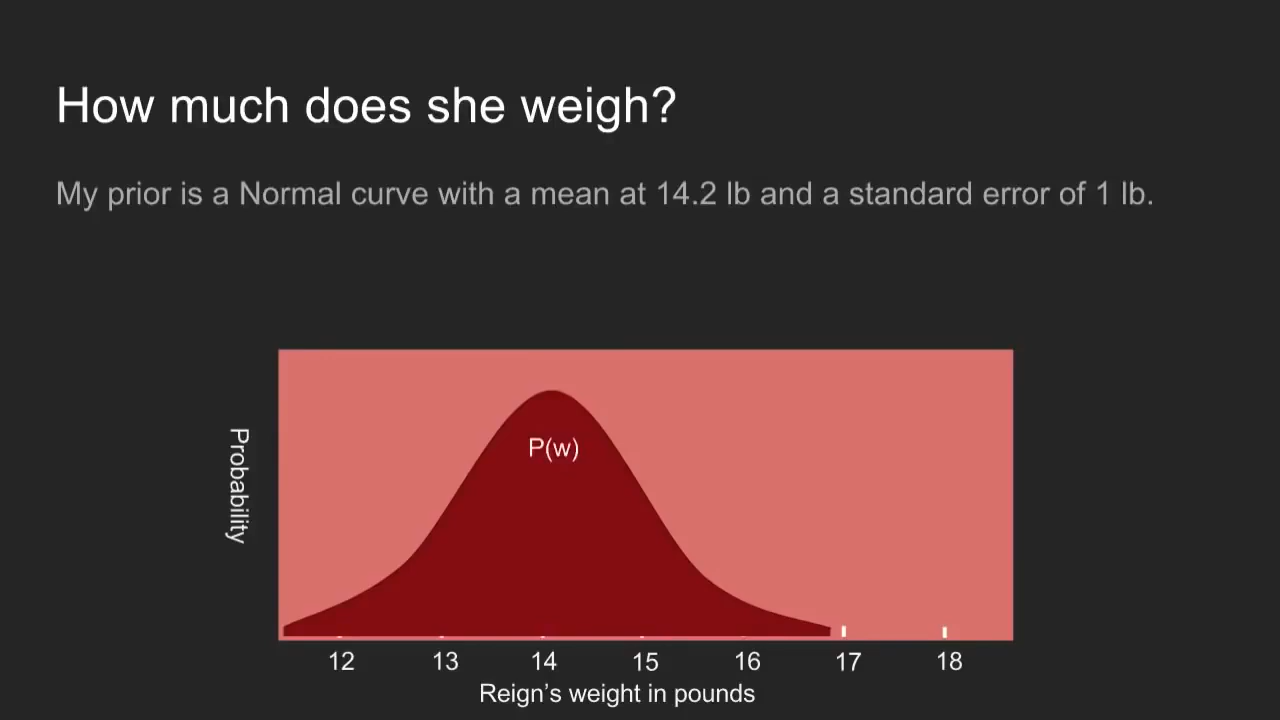 How much does she weigh?
My prior is a Normal curve with a mean at 14.2 lb and a standard error of 1 lb.
P(w)
Probability
12 13 14 15 16 17 18
Reign's weight in pounds